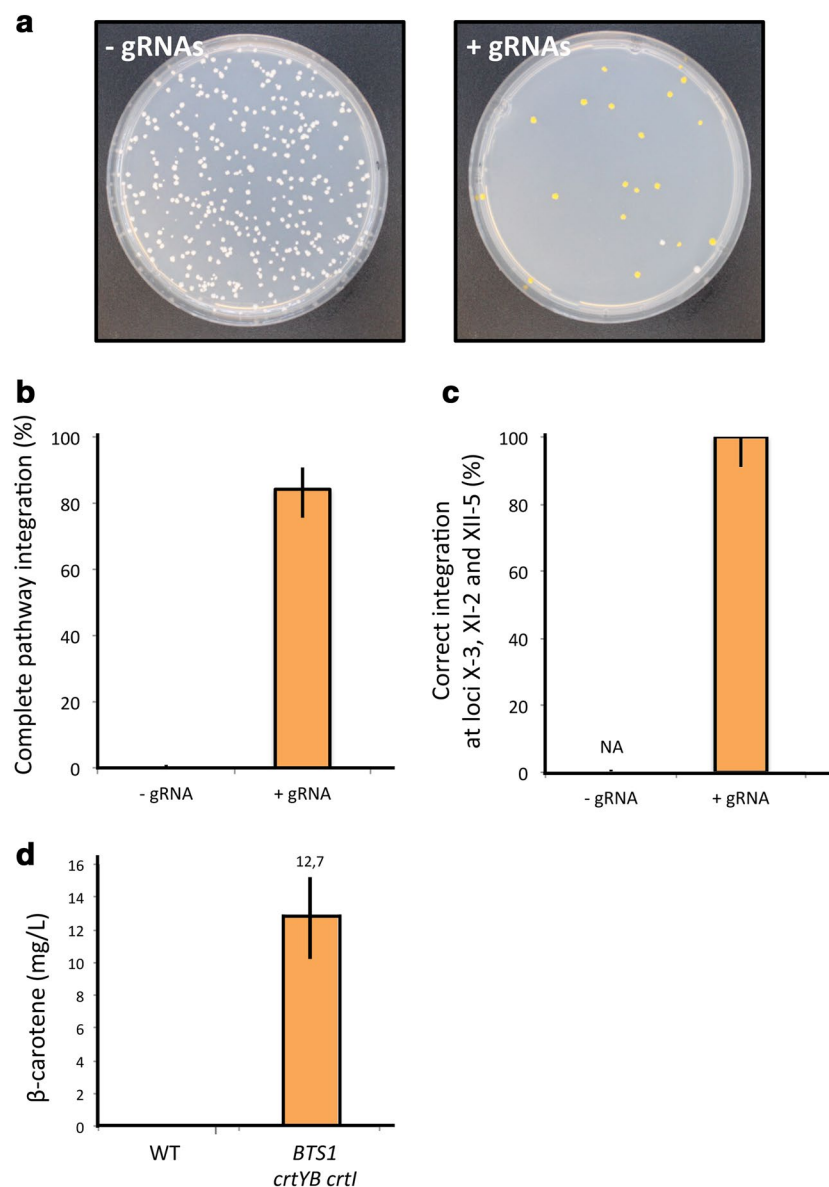 a
- gRNAs
+ gRNAs
b
Complete pathway integration (%)
100
80
60
40
20
0
- gRNA
+ gRNA
c
Correct integration
at loci X-3, XI-2 and XII-5 (%)
100
80
60
40
20
0
NA
- gRNA
+ gRNA
d
β-carotene (mg/L)
16
14
12
10
8
6
4
2
0
12,7
WT
BTS1
crtYB crtI